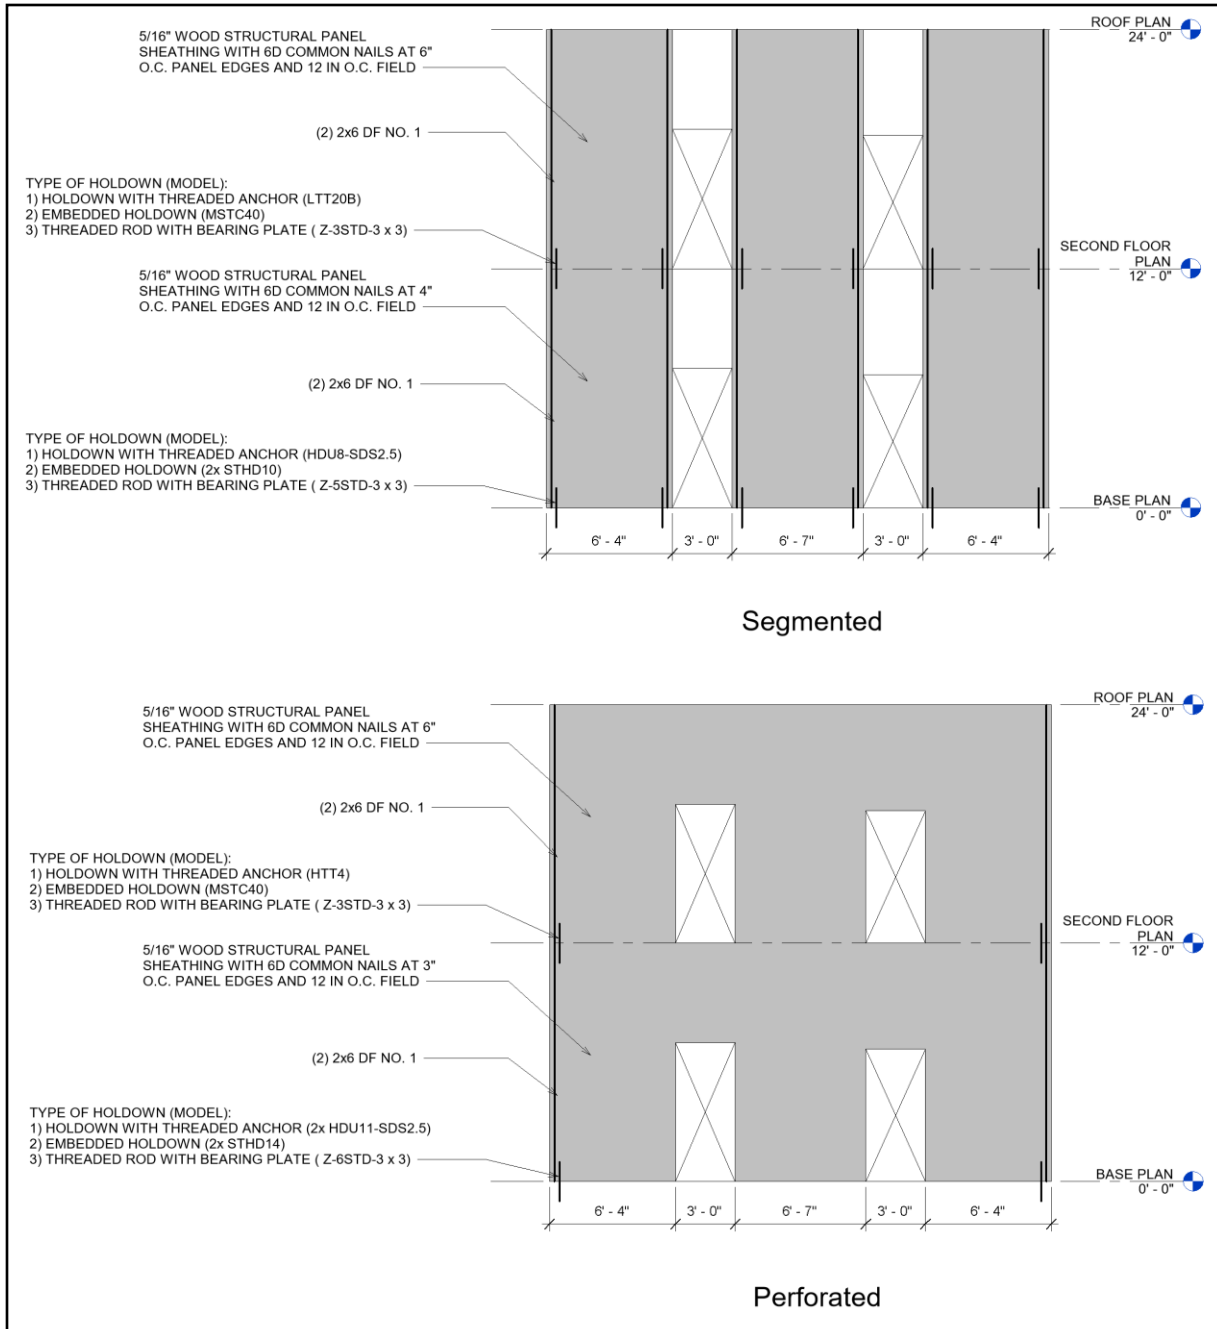 5/16" WOOD STRUCTURAL PANEL
SHEATHING WITH 6D COMMON NAILS AT 6"
O.C. PANEL EDGES AND 12 IN O.C. FIELD
(2) 2x6 DF NO. 1
TYPE OF HOLDOWN (MODEL):
1) HOLDOWN WITH THREADED ANCHOR (LTT20B)
2) EMBEDDED HOLDOWN (MSTC40)
3) THREADED ROD WITH BEARING PLATE ( Z-3STD-3 x 3)
5/16" WOOD STRUCTURAL PANEL
SHEATHING WITH 6D COMMON NAILS AT 4"
O.C. PANEL EDGES AND 12 IN O.C. FIELD
(2) 2x6 DF NO. 1
TYPE OF HOLDOWN (MODEL):
1) HOLDOWN WITH THREADED ANCHOR (HDU8-SDS2.5)
2) EMBEDDED HOLDOWN (2x STHD10)
3) THREADED ROD WITH BEARING PLATE ( Z-5STD-3 x 3)
ROOF PLAN
24' - 0"
SECOND FLOOR
PLAN
12' - 0"
BASE PLAN
0' - 0"
6' - 4" 3' - 0" 6' - 7" 3' - 0" 6' - 4"
Segmented
5/16" WOOD STRUCTURAL PANEL
SHEATHING WITH 6D COMMON NAILS AT 6"
O.C. PANEL EDGES AND 12 IN O.C. FIELD
(2) 2x6 DF NO. 1
TYPE OF HOLDOWN (MODEL):
1) HOLDOWN WITH THREADED ANCHOR (HTT4)
2) EMBEDDED HOLDOWN (MSTC40)
3) THREADED ROD WITH BEARING PLATE ( Z-3STD-3 x 3)
5/16" WOOD STRUCTURAL PANEL
SHEATHING WITH 6D COMMON NAILS AT 3"
O.C. PANEL EDGES AND 12 IN O.C. FIELD
(2) 2x6 DF NO. 1
TYPE OF HOLDOWN (MODEL):
1) HOLDOWN WITH THREADED ANCHOR (2x HDU11-SDS2.5)
2) EMBEDDED HOLDOWN (2x STHD14)
3) THREADED ROD WITH BEARING PLATE ( Z-6STD-3 x 3)
ROOF PLAN
24' - 0"
SECOND FLOOR
PLAN
12' - 0"
BASE PLAN
0' - 0"
6' - 4" 3' - 0" 6' - 7" 3' - 0" 6' - 4"
Perforated